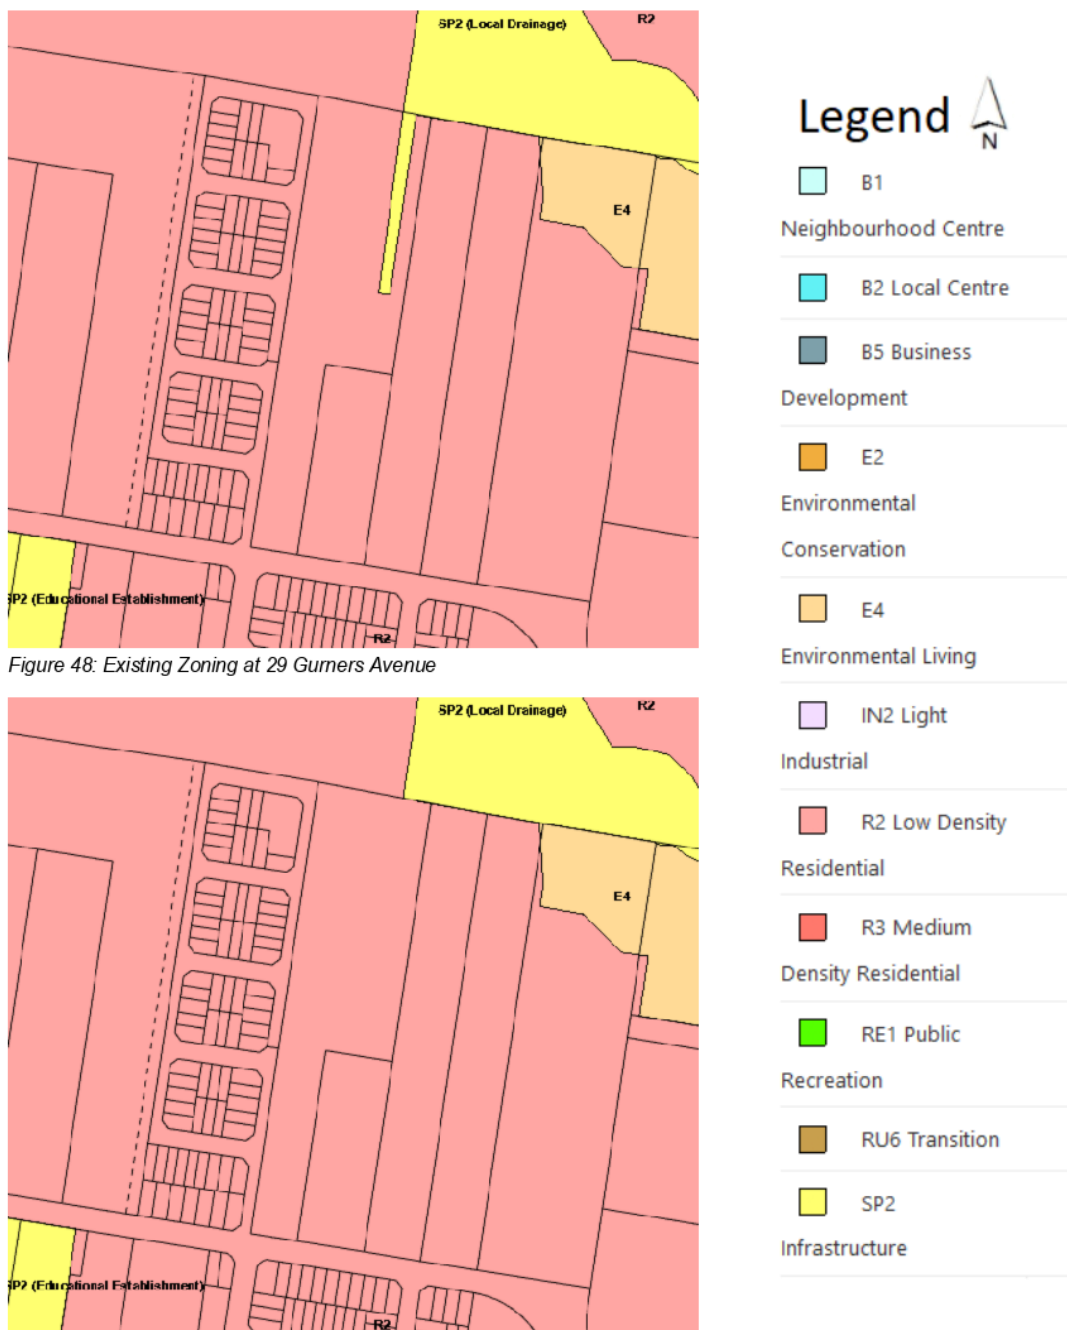 SP2 (Local Drainage)
R2
E4
SP2 (Educational Establishment)
R2
Figure 48: Existing Zoning at 29 Gurners Avenue
SP2 (Local Drainage)
R2
E4
SP2 (Educational Establishment)
R2
Legend
N
B1
Neighbourhood Centre
B2 Local Centre
B5 Business
Development
E2
Environmental
Conservation
E4
Environmental Living
IN2 Light
Industrial
R2 Low Density
Residential
R3 Medium
Density Residential
RE1 Public
Recreation
RU6 Transition
SP2
Infrastructure